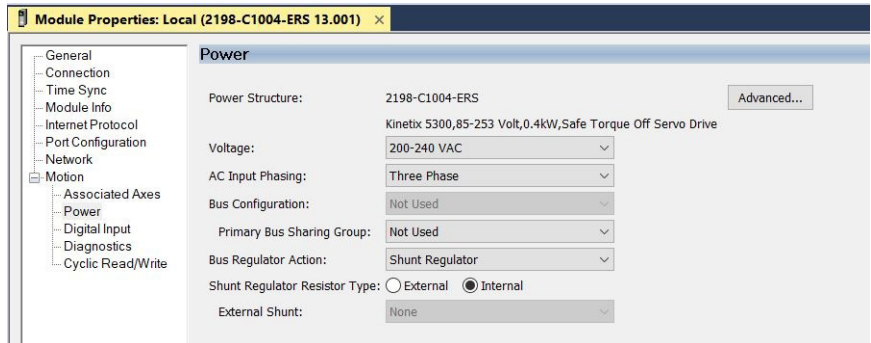 Module Properties: Local (2198-C1004-ERS 13.001)
General
Connection
Time Sync
Module Info
Internet Protocol
Port Configuration
Network
Motion
Associated Axes
Power
Digital Input
Diagnostics
Cyclic Read/Write
Power
Power Structure: 2198-C1004-ERS Advanced...
Kinetix 5300,85-253 Volt,0.4kW,Safe Torque Off Servo Drive
Voltage: 200-240 VAC
AC Input Phasing: Three Phase
Bus Configuration: Not Used
Primary Bus Sharing Group: Not Used
Bus Regulator Action: Shunt Regulator
Shunt Regulator Resistor Type: External Internal
External Shunt: None